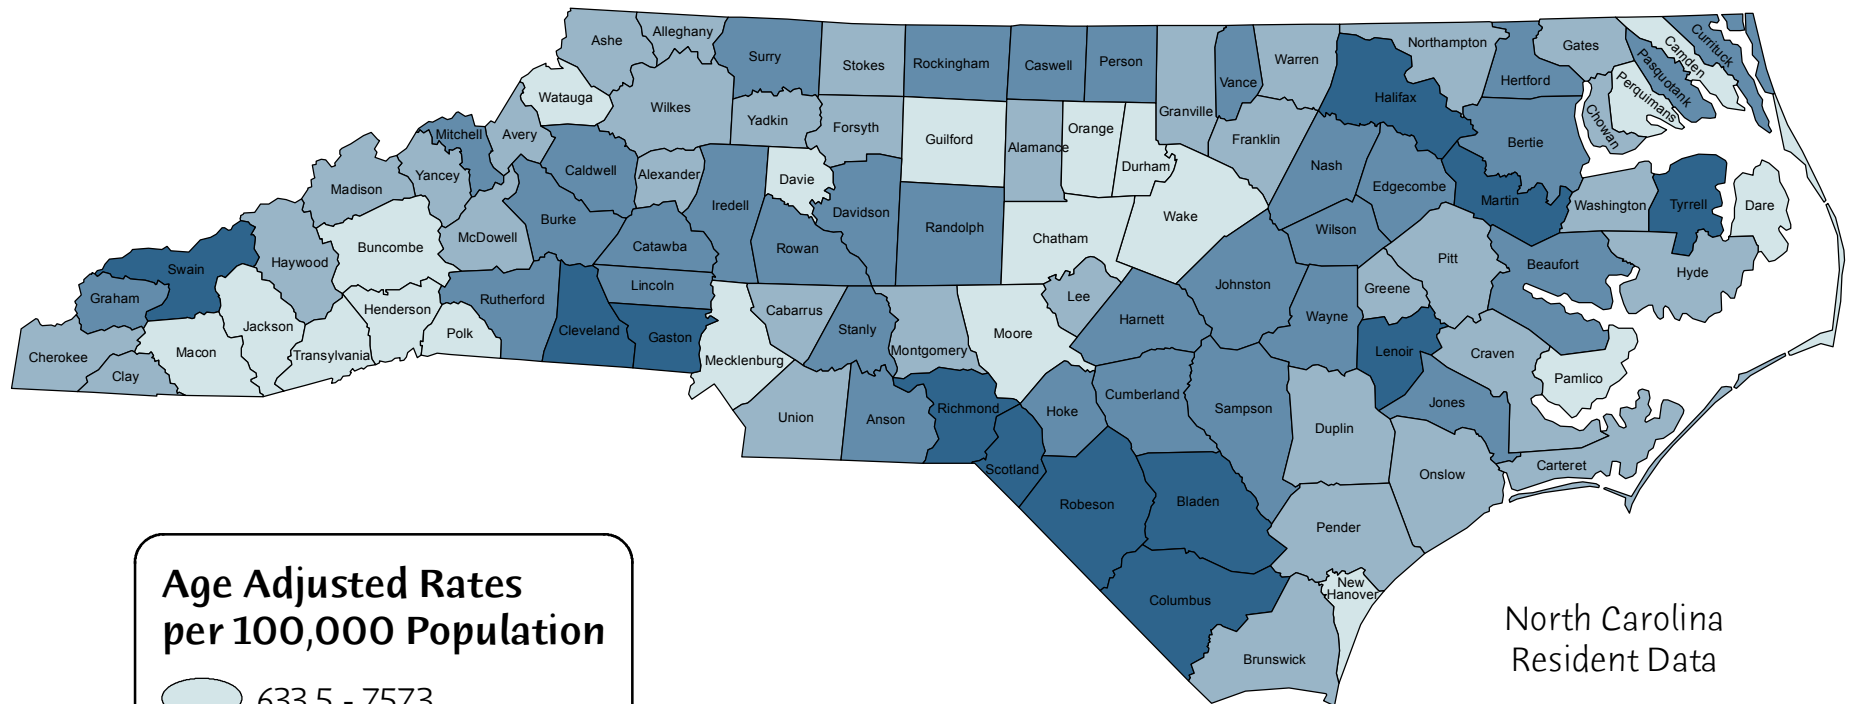 Ashe
Alleghany
Surry
Stokes
Rockingham
Caswell
Person
Granville
Vance
Warren
Northampton
Gates
Camden
Currituck
Watauga
Wilkes
Yadkin
Forsyth
Guilford
Alamance
Orange
Durham
Franklin
Halifax
Hertford
Pasquotank
Perquimans
Chowan
Bertie
Mitchell
Avery
Caldwell
Alexander
Iredell
Davie
Davidson
Randolph
Chatham
Wake
Nash
Edgecombe
Martin
Washington
Tyrrell
Dare
Madison
Yancey
McDowell
Burke
Catawba
Rowan
Johnston
Wilson
Pitt
Beaufort
Hyde
Swain
Haywood
Buncombe
Graham
Rutherford
Lincoln
Cleveland
Gaston
Cabarrus
Stanly
Montgomery
Moore
Lee
Harnett
Wayne
Greene
Lenoir
Craven
Pamlico
Cherokee
Clay
Macon
Jackson
Transylvania
Henderson
Polk
Mecklenburg
Union
Anson
Richmond
Scotland
Hoke
Cumberland
Sampson
Duplin
Jones
Onslow
Carteret
Robeson
Bladen
Pender
Columbus
New
Hanover
Brunswick
Age Adjusted Rates
per 100,000 Population
633.5 - 757.3
North Carolina
Resident Data